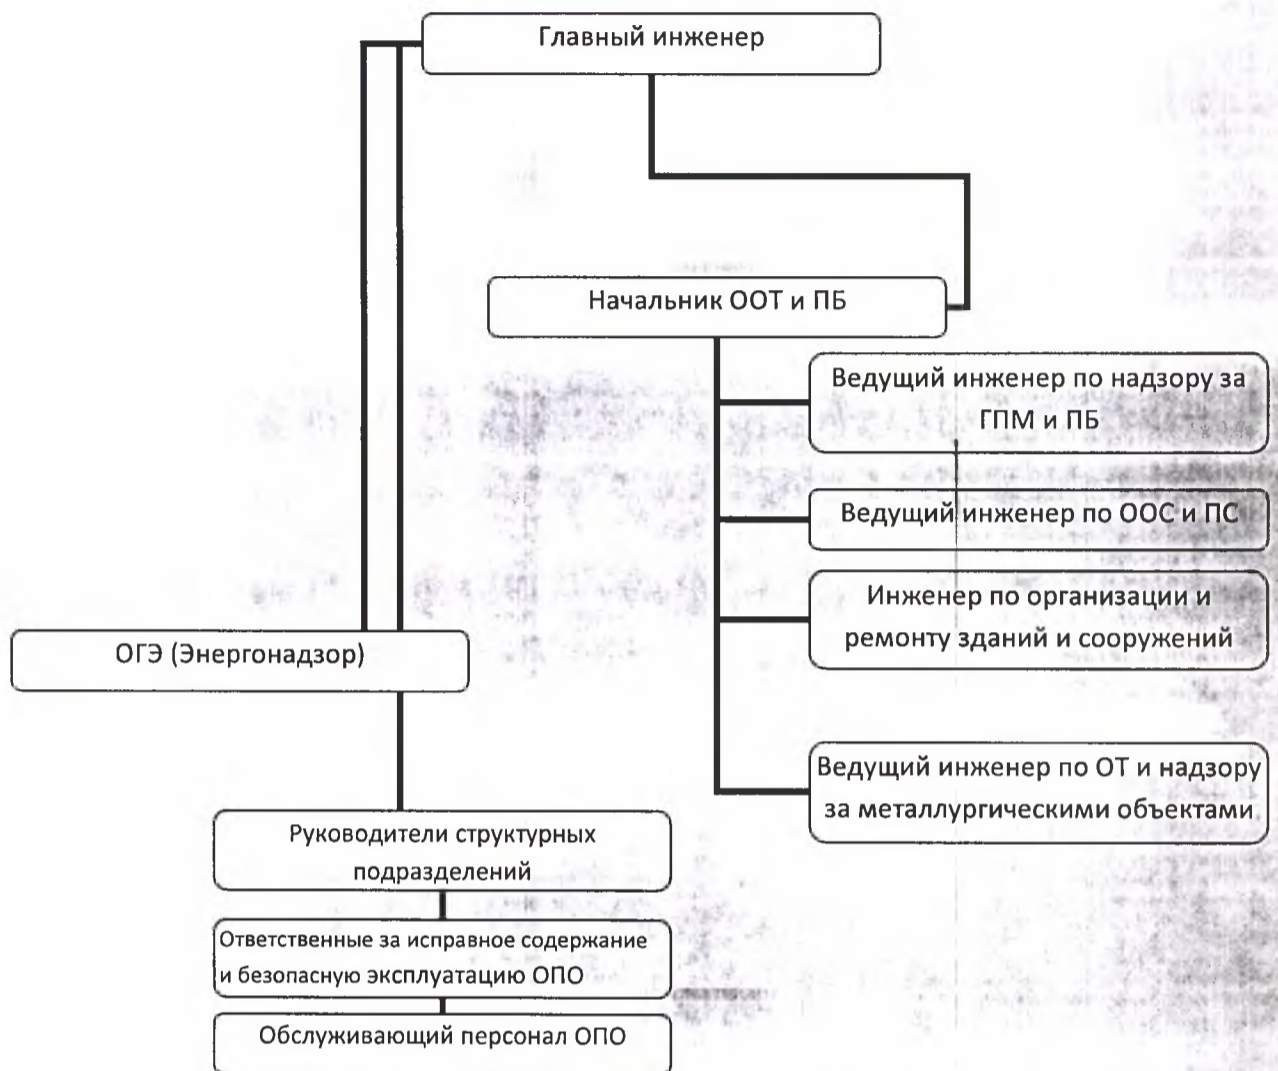 Главный инженер
Начальник ООТ и ПБ
Ведущий инженер по надзору за
ГПМ и ПБ
Ведущий инженер по ООС и ПС
Инженер по организации и
ремонту зданий и сооружений
ОГЭ (Энергонадзор)
Ведущий инженер по ОТ и надзору
за металлургическими объектами
Руководители структурных
подразделений
Ответственные за исправное содержание
и безопасную эксплуатацию ОПО
Обслуживающий персонал ОПО